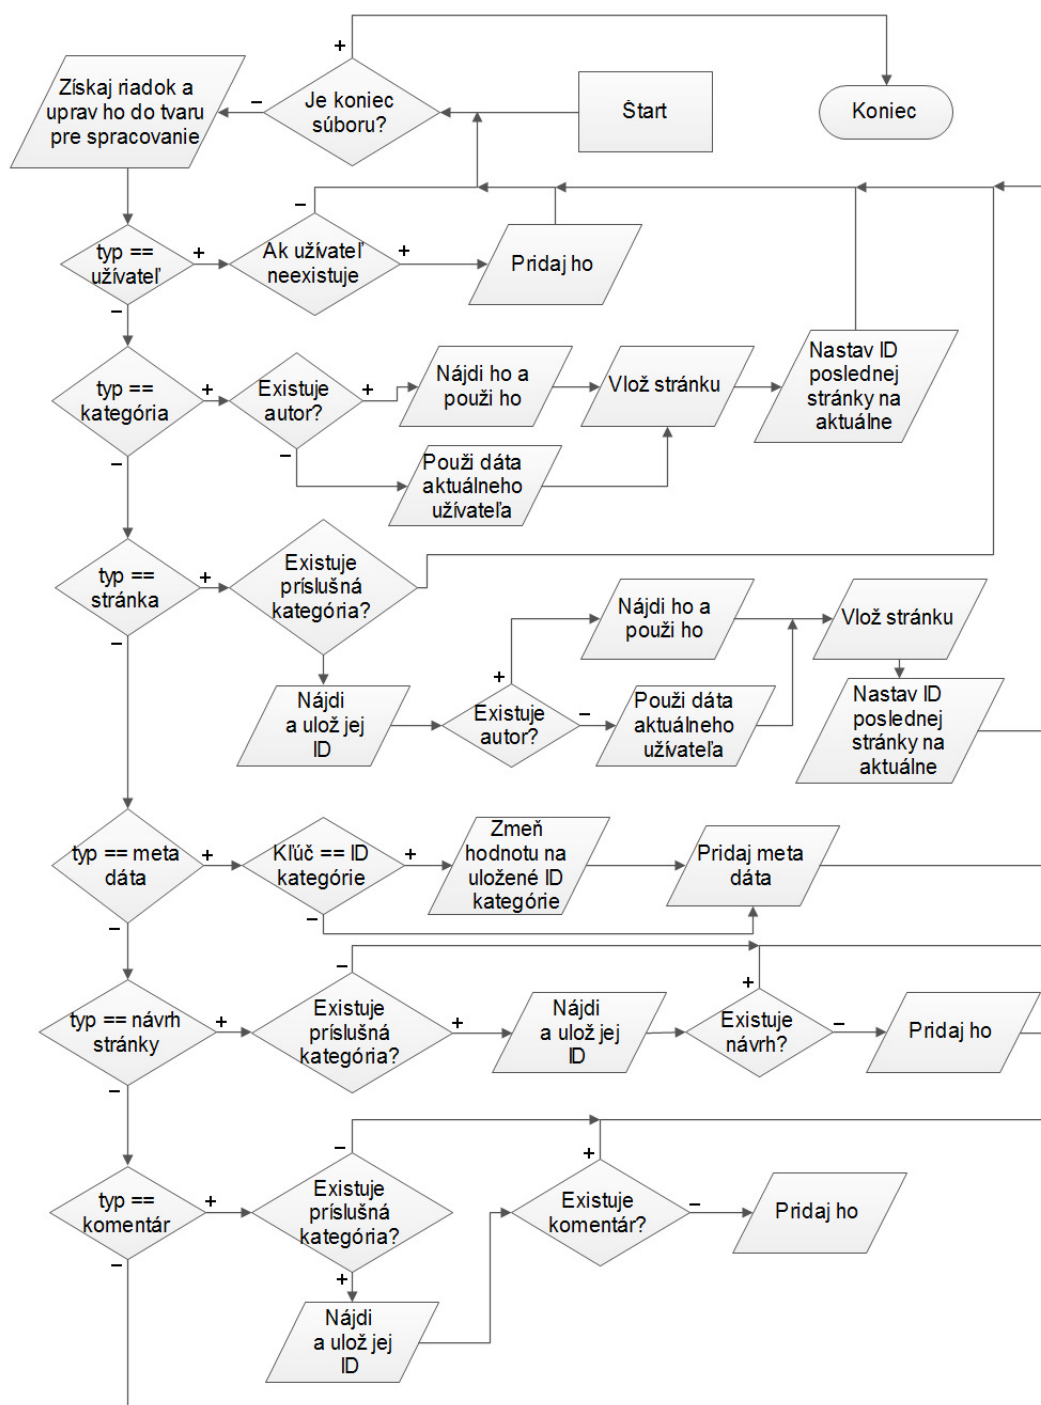 +
Získaj riadok a
uprav ho do tvaru
pre spracovanie
–
Je koniec
súboru?
Štart
Koniec
–
typ ==
užívateľ
+
Ak užívateľ
neexistuje
+
Pridaj ho
–
typ ==
kategória
+
Existuje
autor?
+
Nájdi ho a
použi ho
Vlož stránku
Nastav ID
poslednej
stránky na
aktuálne
–
–
Použi dáta
aktuálneho
užívateľa
typ ==
stránka
+
Existuje
príslušná
kategória?
–
Nájdi ho a
použi ho
Vlož stránku
+
Nájdi
a ulož jej
ID
Existuje
autor?
–
Použi dáta
aktuálneho
užívateľa
Nastav ID
poslednej
stránky na
aktuálne
typ == meta
dáta
+
Kľúč == ID
kategórie
+
Zmeň
hodnotu na
uložené ID
kategórie
Pridaj meta
dáta
–
–
–
+
typ == návrh
stránky
+
Existuje
príslušná
kategória?
+
Nájdi
a ulož jej
ID
Existuje
návrh?
–
Pridaj ho
–
–
+
typ ==
komentár
+
Existuje
príslušná
kategória?
Existuje
komentár?
–
Pridaj ho
–
+
Nájdi
a ulož jej
ID